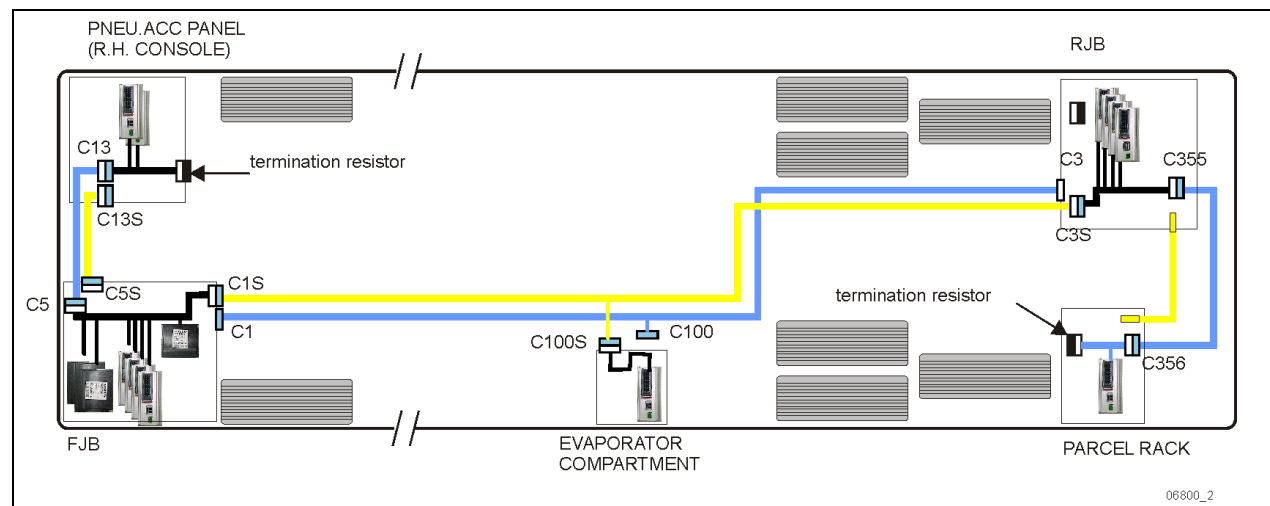 PNEU.ACC PANEL
(R.H. CONSOLE)
RJB
C13
termination resistor
C3
C355
C13S
C3S
C5
C5S
C1S
C1
termination resistor
C100S
C100
C356
FJB
EVAPORATOR
COMPARTMENT
PARCEL RACK
06800_2